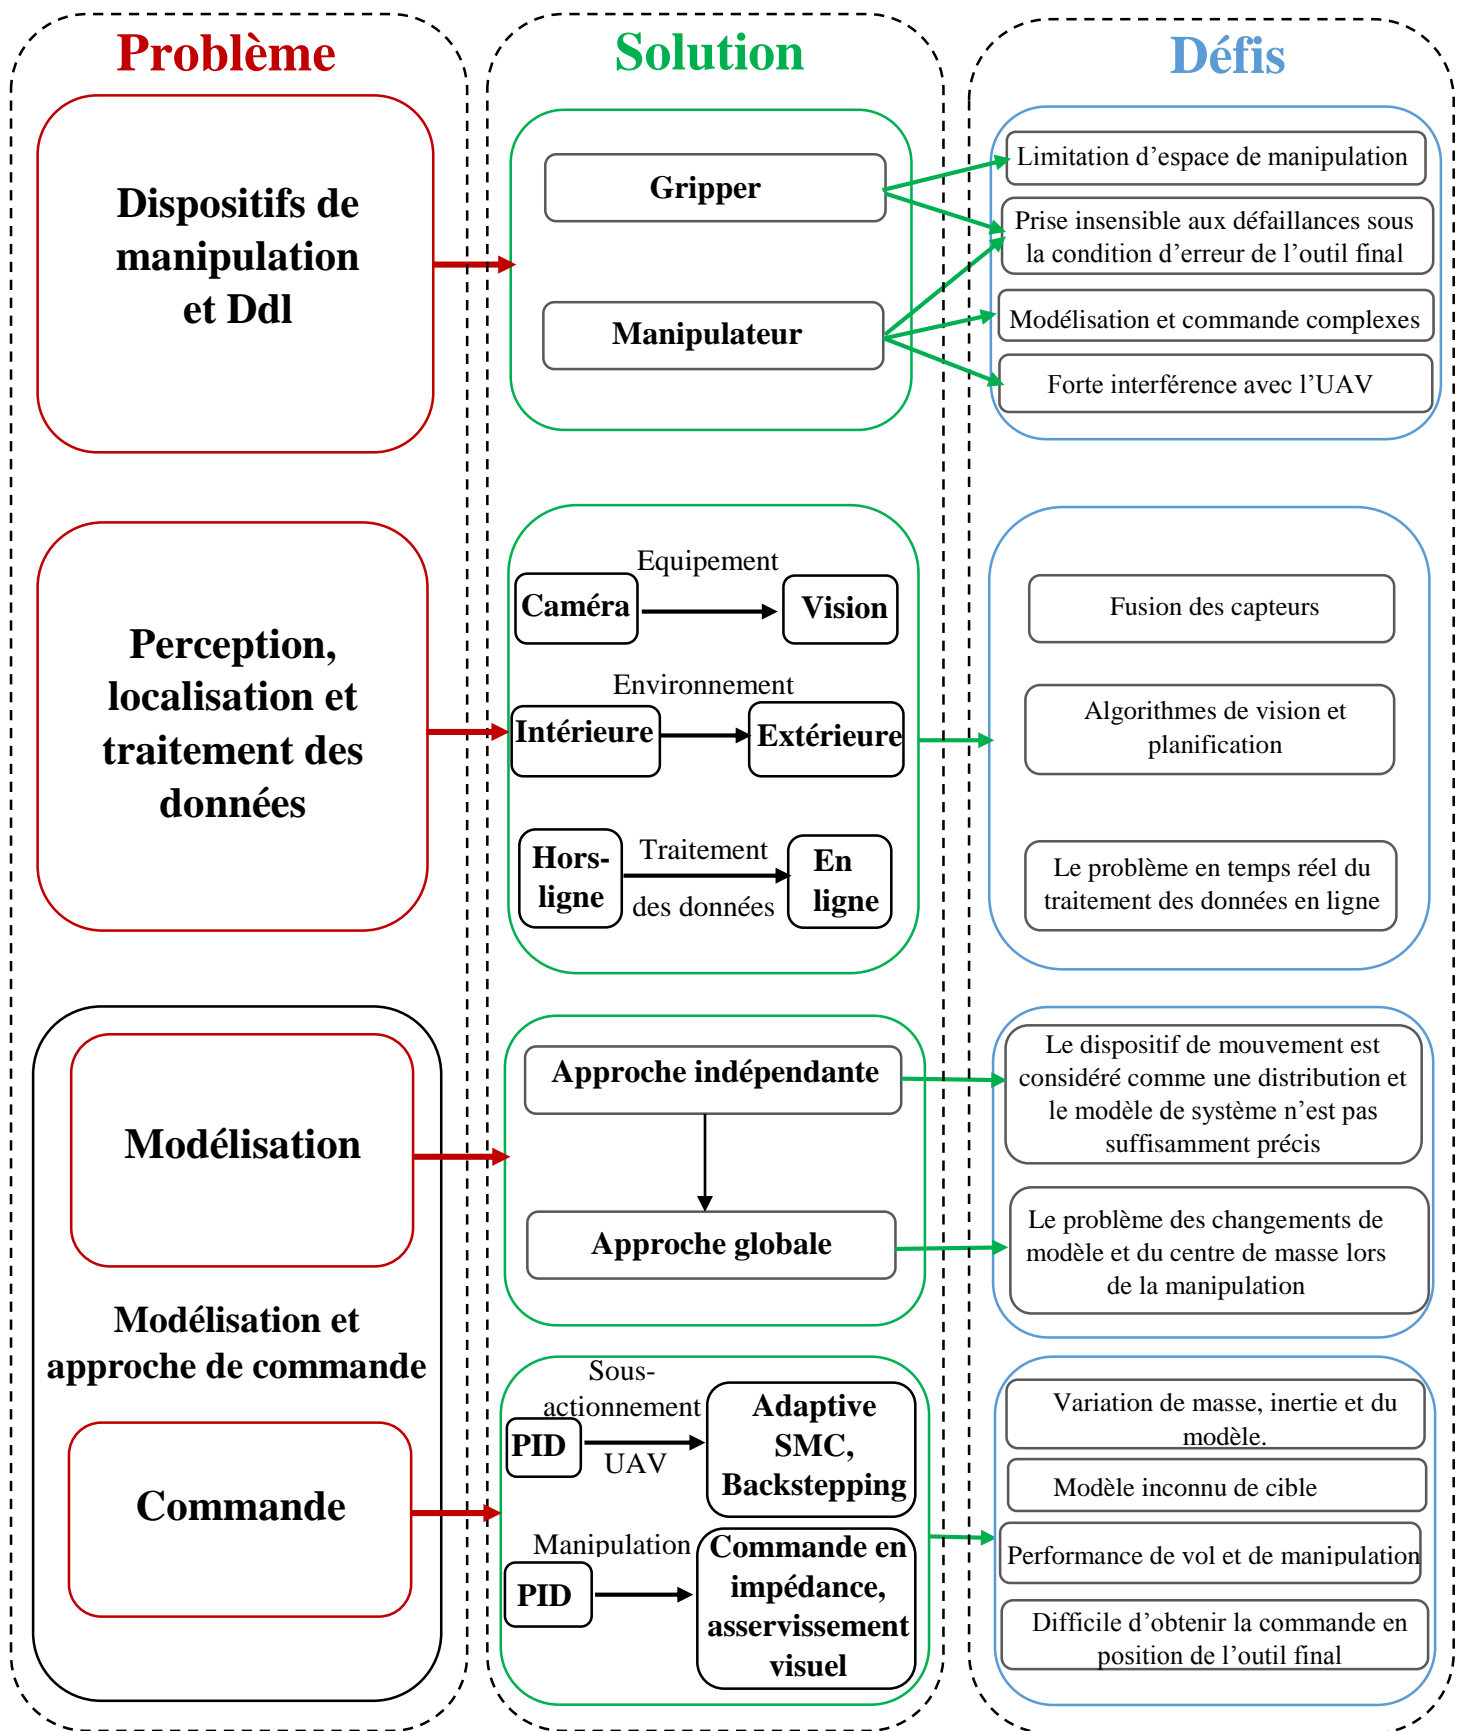 Problème
Solution
Défis
Dispositifs de
manipulation
et Ddl
Gripper
Manipulateur
Limitation d’espace de manipulation
Prise insensible aux défaillances sous
la condition d’erreur de l’outil final
Modélisation et commande complexes
Forte interférence avec l’UAV
Perception,
localisation et
traitement des
données
Equipement
Caméra
Vision
Environnement
Intérieure
Extérieure
Hors-
ligne
Traitement
des données
En
ligne
Fusion des capteurs
Algorithmes de vision et
planification
Le problème en temps réel du
traitement des données en ligne
Modélisation
Modélisation et
approche de commande
Commande
Approche indépendante
Approche globale
Le dispositif de mouvement est
considéré comme une distribution et
le modèle de système n’est pas
suffisamment précis
Le problème des changements de
modèle et du centre de masse lors
de la manipulation
Sous-
actionnement
PID
UAV
Adaptive
SMC,
Backstepping
Manipulation
PID
Commande en
impédance,
asservissement
visuel
Variation de masse, inertie et du
modèle.
Modèle inconnu de cible
Performance de vol et de manipulation
Difficile d’obtenir la commande en
position de l’outil final